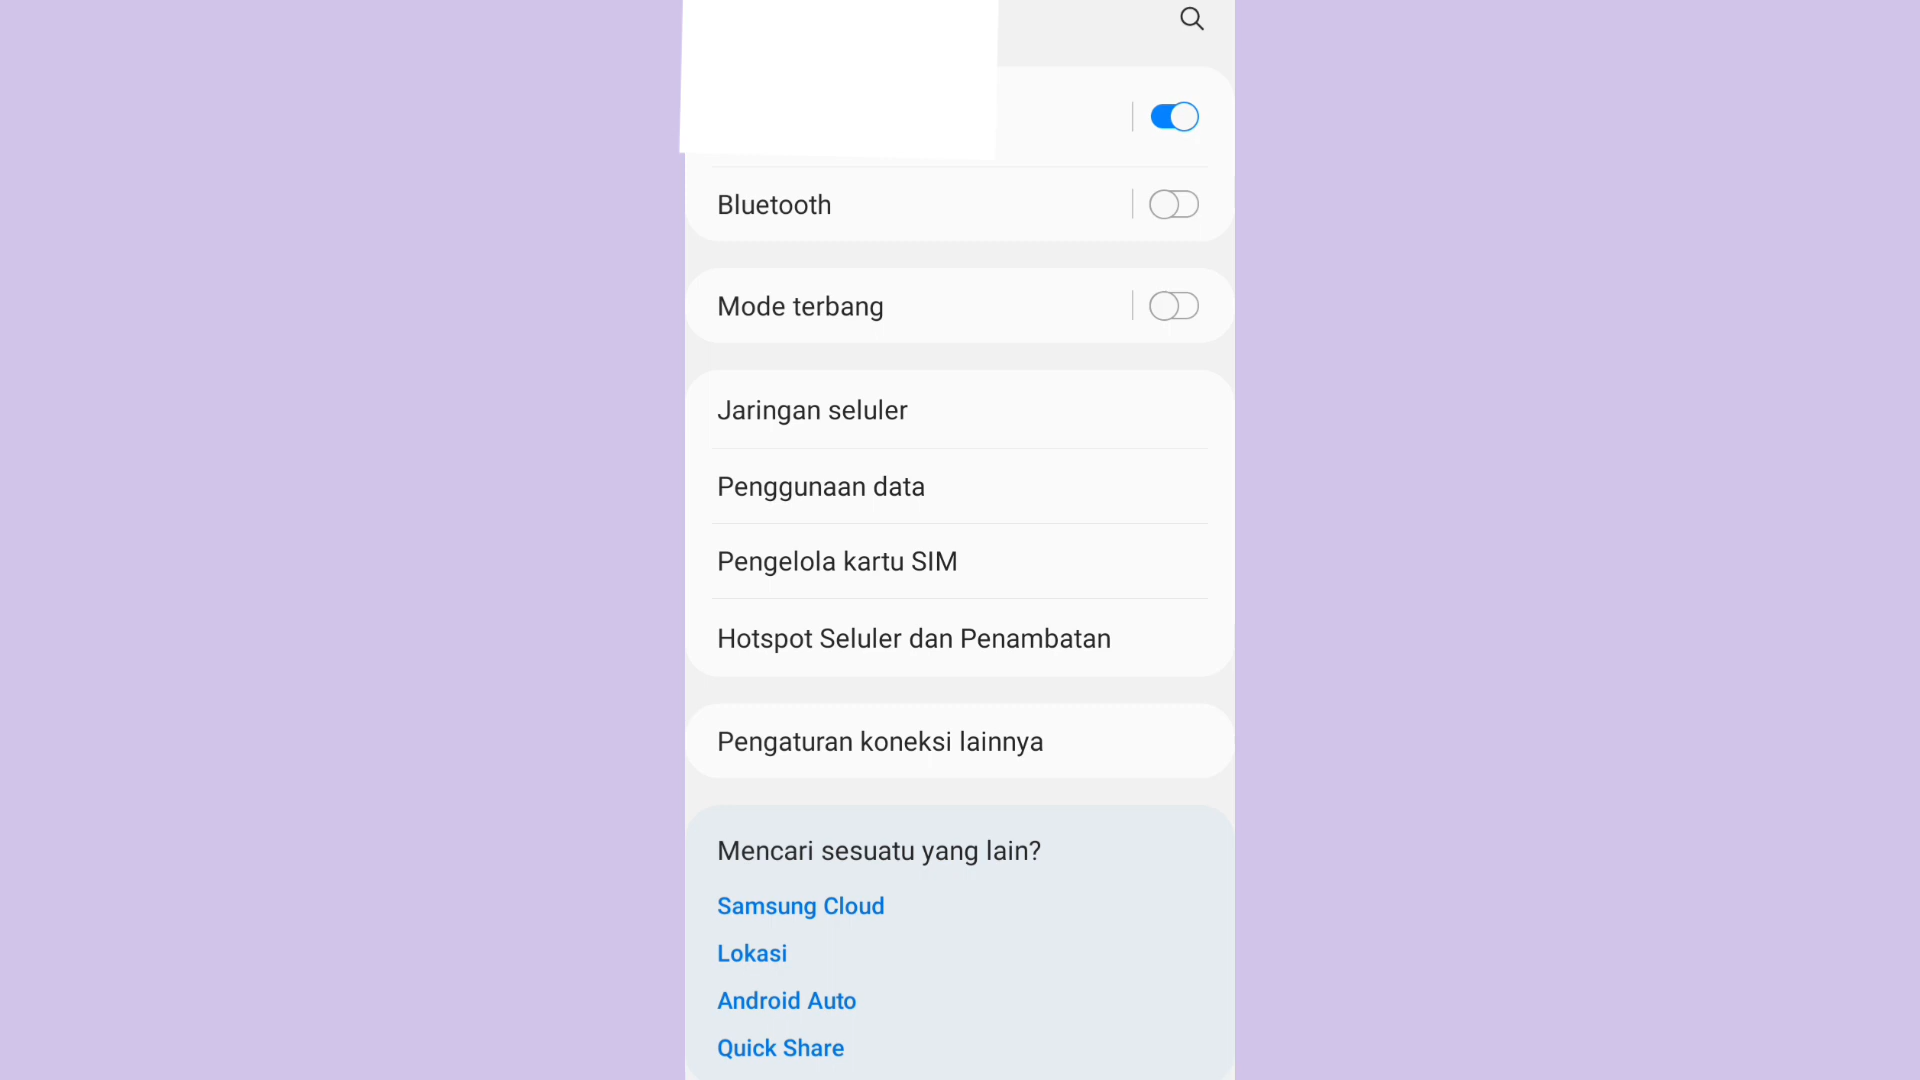 Bluetooth
Mode terbang
Jaringan seluler
Penggunaan data
Pengelola kartu SIM
Hotspot Seluler dan Penambatan
Pengaturan koneksi lainnya
Mencari sesuatu yang lain?
Samsung Cloud
Lokasi
Android Auto
Quick Share